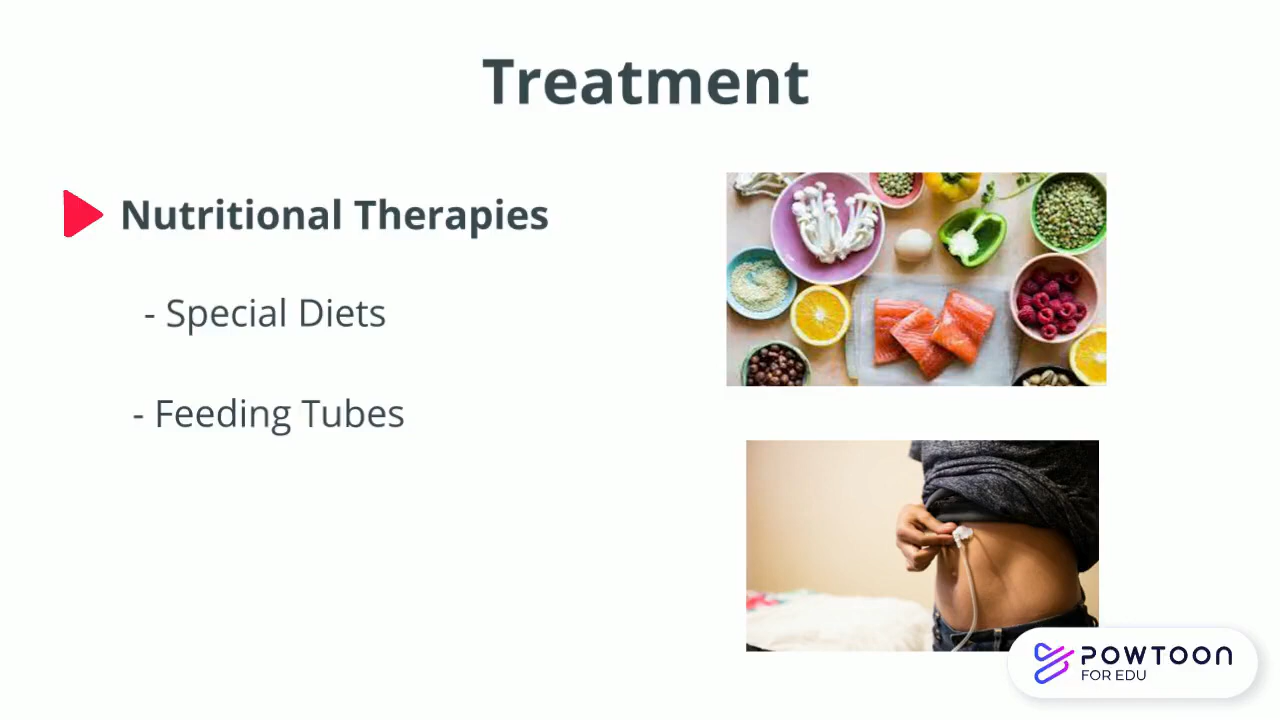 Treatment
Nutritional Therapies
- Special Diets
- Feeding Tubes
POWTOON
FOR EDU